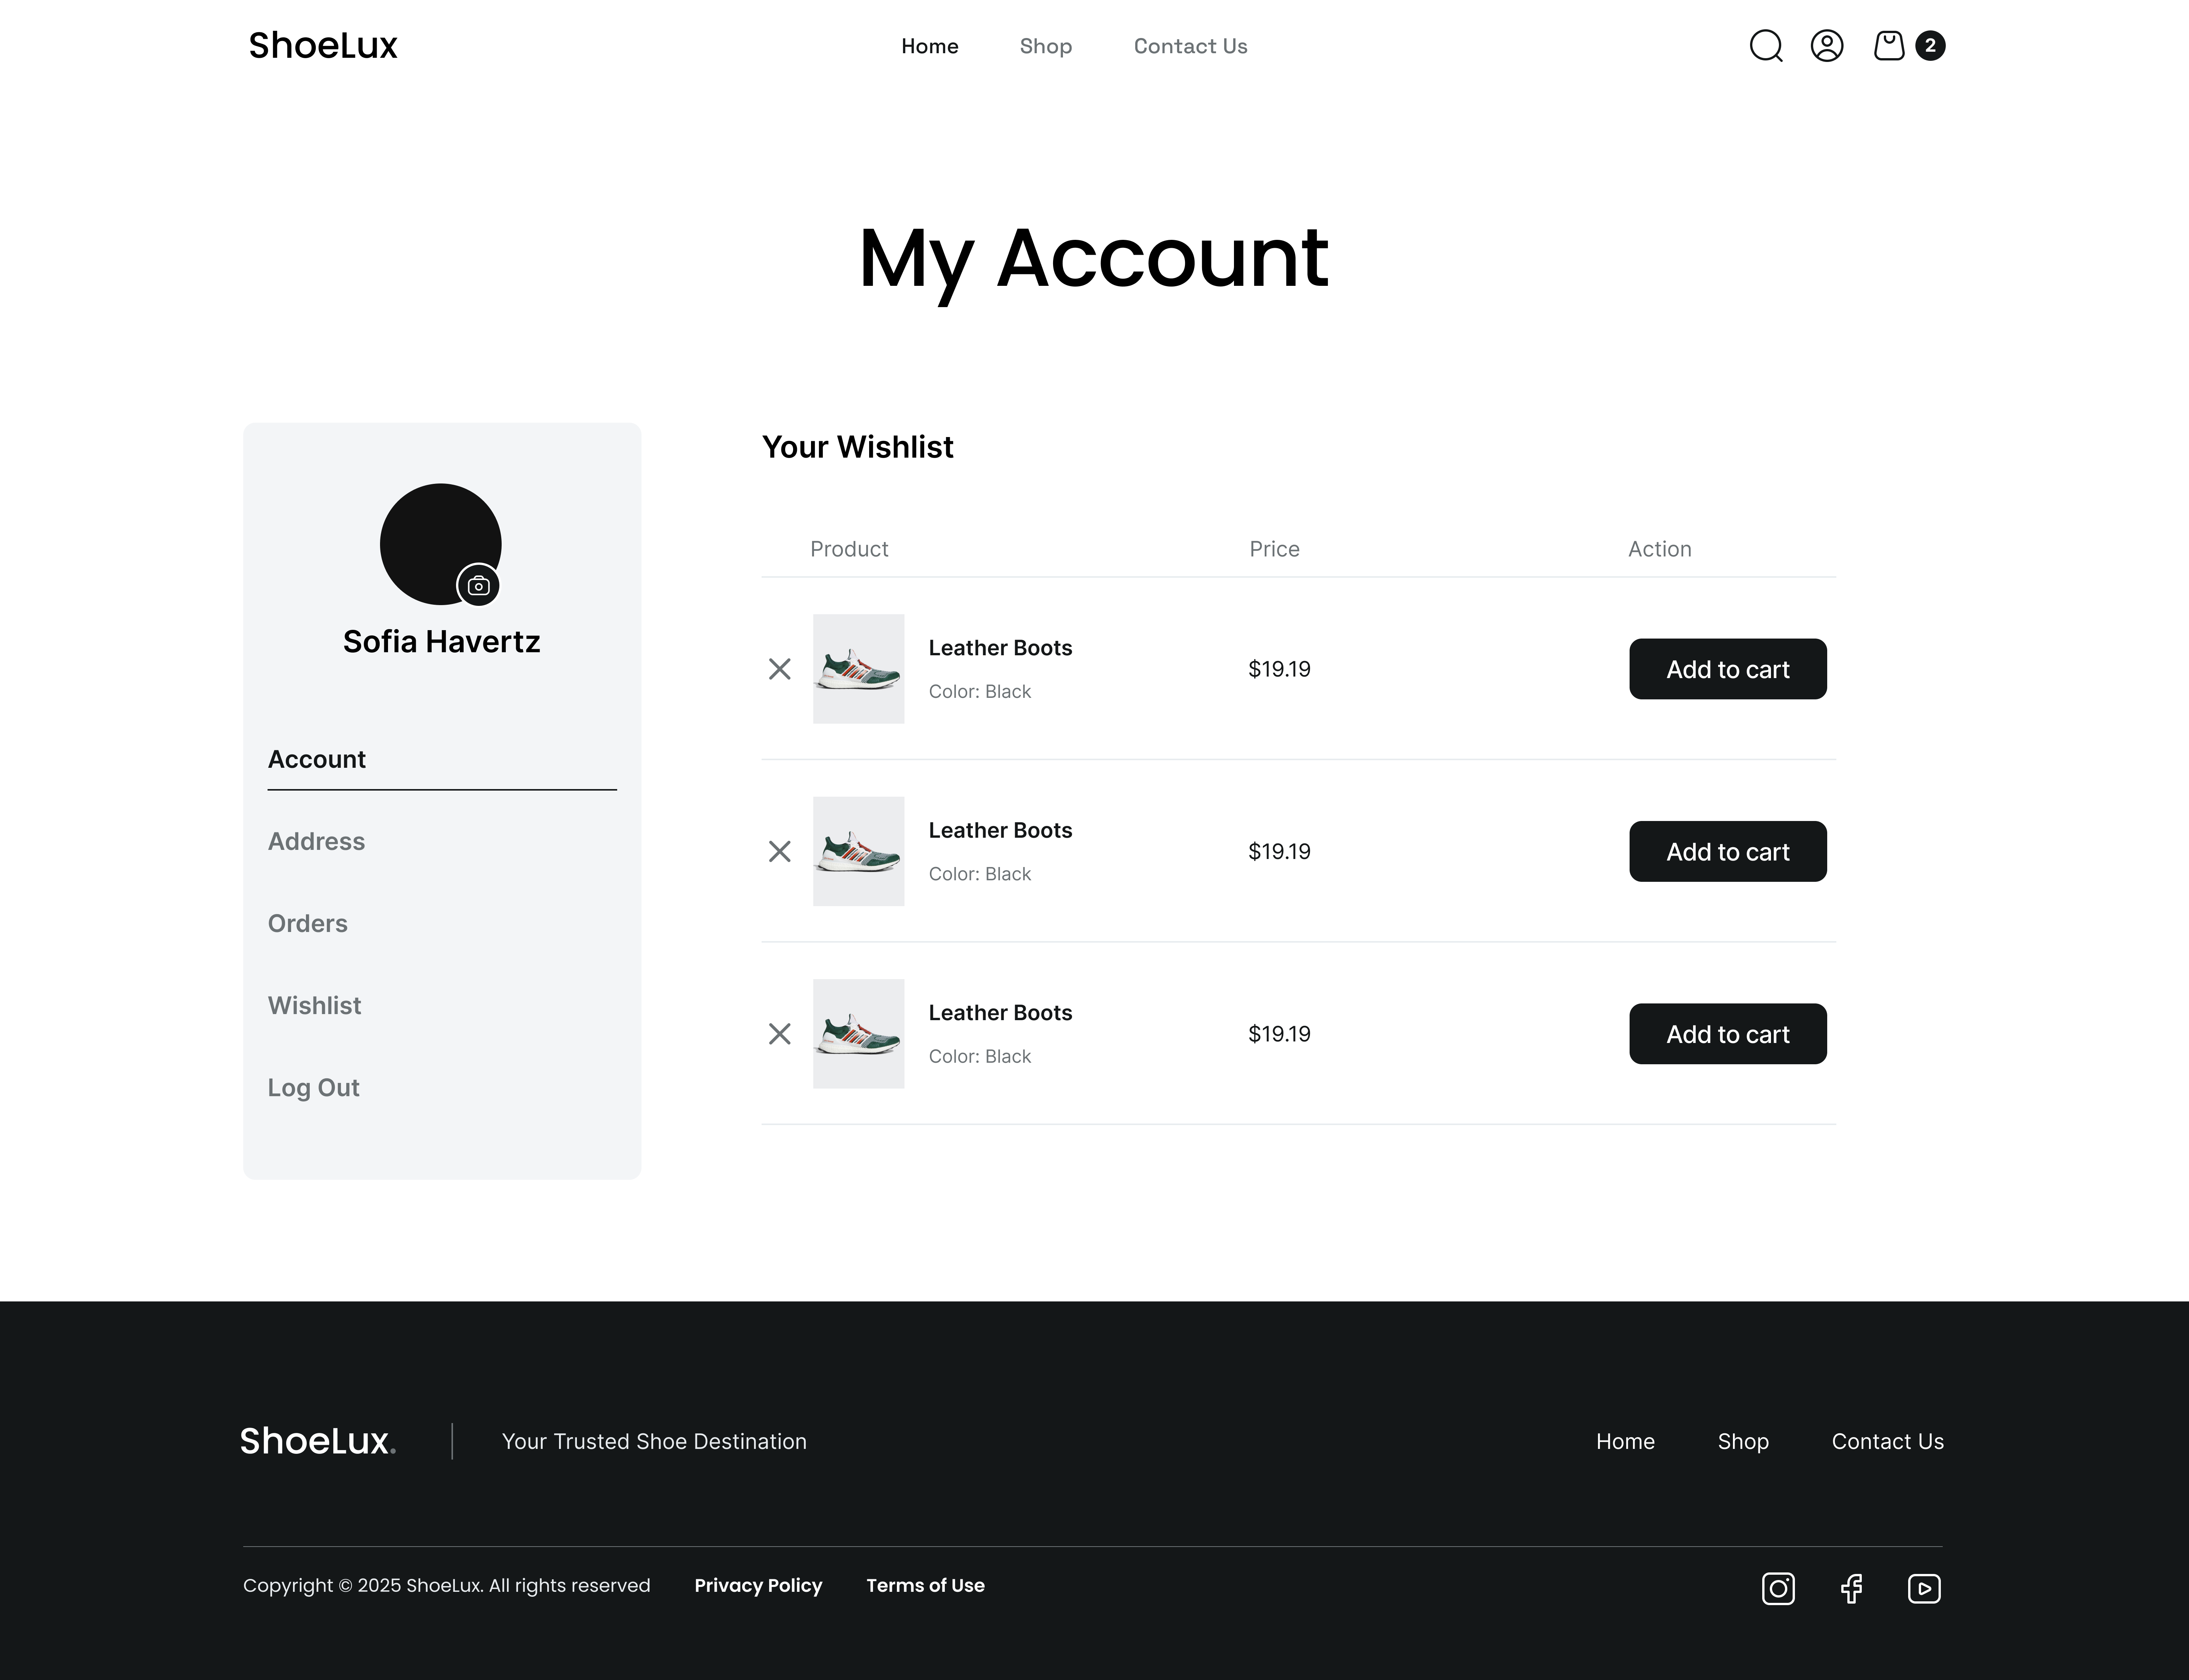 ShoeLux
Home Shop Contact Us
2
My Account
Sofia Havertz
Account
Address
Orders
Wishlist
Log Out
Your Wishlist
Product Price Action
Leather Boots
Color: Black
$19.19
Add to cart
Leather Boots
Color: Black
$19.19
Add to cart
Leather Boots
Color: Black
$19.19
Add to cart
ShoeLux.
Your Trusted Shoe Destination
Home Shop Contact Us
Copyright © 2025 ShoeLux. All rights reserved Privacy Policy Terms of Use